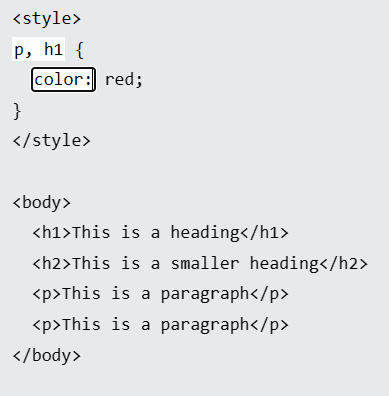 <style>
p, h1 {
  color: red;
}
</style>

<body>
  <h1>This is a heading</h1>
  <h2>This is a smaller heading</h2>
  <p>This is a paragraph</p>
  <p>This is a paragraph</p>
</body>